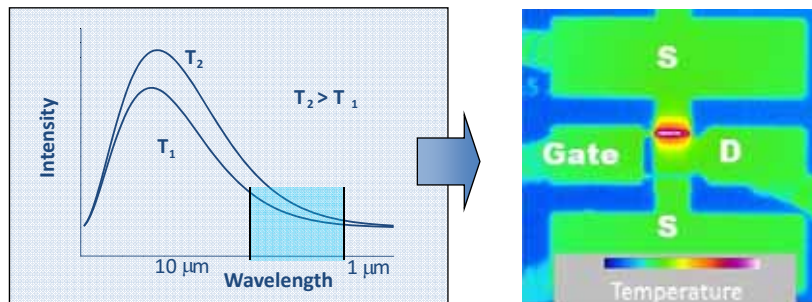 T2
T2 > T1
T1
Intensity
10 μm
Wavelength
1 μm
S
Gate
D
S
Temperature